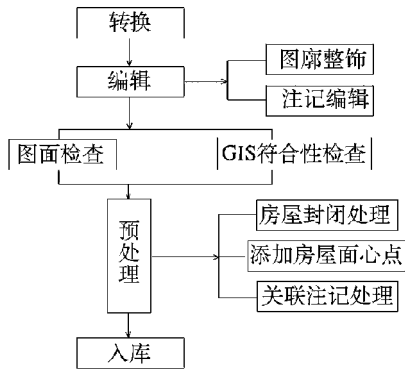 转换
编辑
图廓整饰
注记编辑
图面检查
GIS符合性检查
预处理
房屋封闭处理
添加房屋面心点
关联注记处理
入库